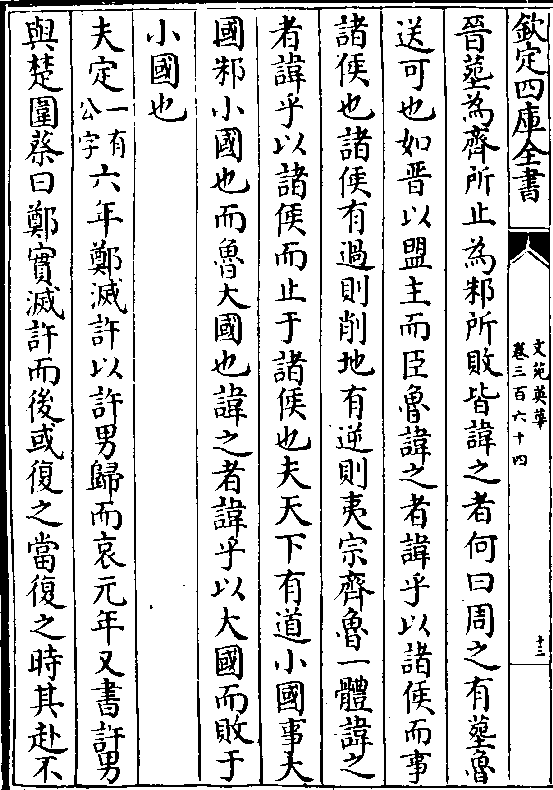 欽定四庫全書
文苑英華
卷三百六十四
十三
晉塟為齊所止為邾所敗皆諱之者何曰周之有塟魯
送可也如晋以盟主而臣魯諱之者諱乎以諸侯而事
諸侯也諸侯有過則削地有逆則夷宗齊魯一體諱之
者諱乎以諸侯而止于諸侯也夫天下有道小國事大
國邾小國也而魯大國也諱之者諱乎以大國而敗于
小國也
夫定一有公字六年鄭滅許以許男歸而哀元年又書許男
與楚圍蔡曰鄭實滅許而後或復之當復之時其赴不